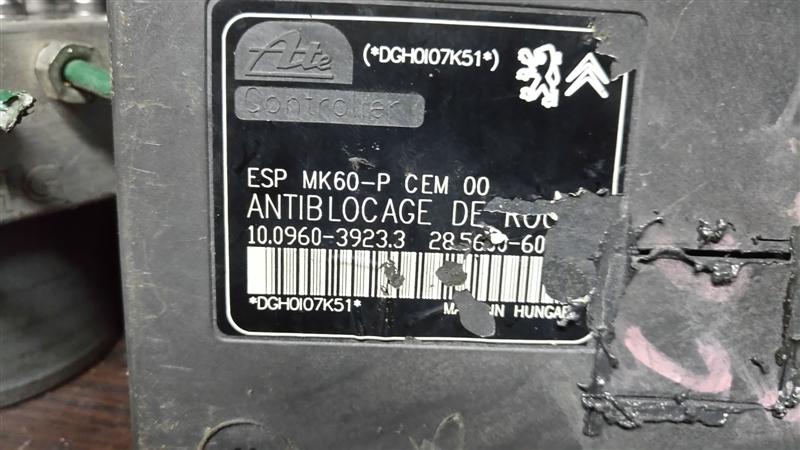 Ate
(*DGH0I07K51*)
Controller
ESP MK60-P CEM 00
ANTIBLOCAGE DE
10.0960-3923.3
*DGH0I07K51*